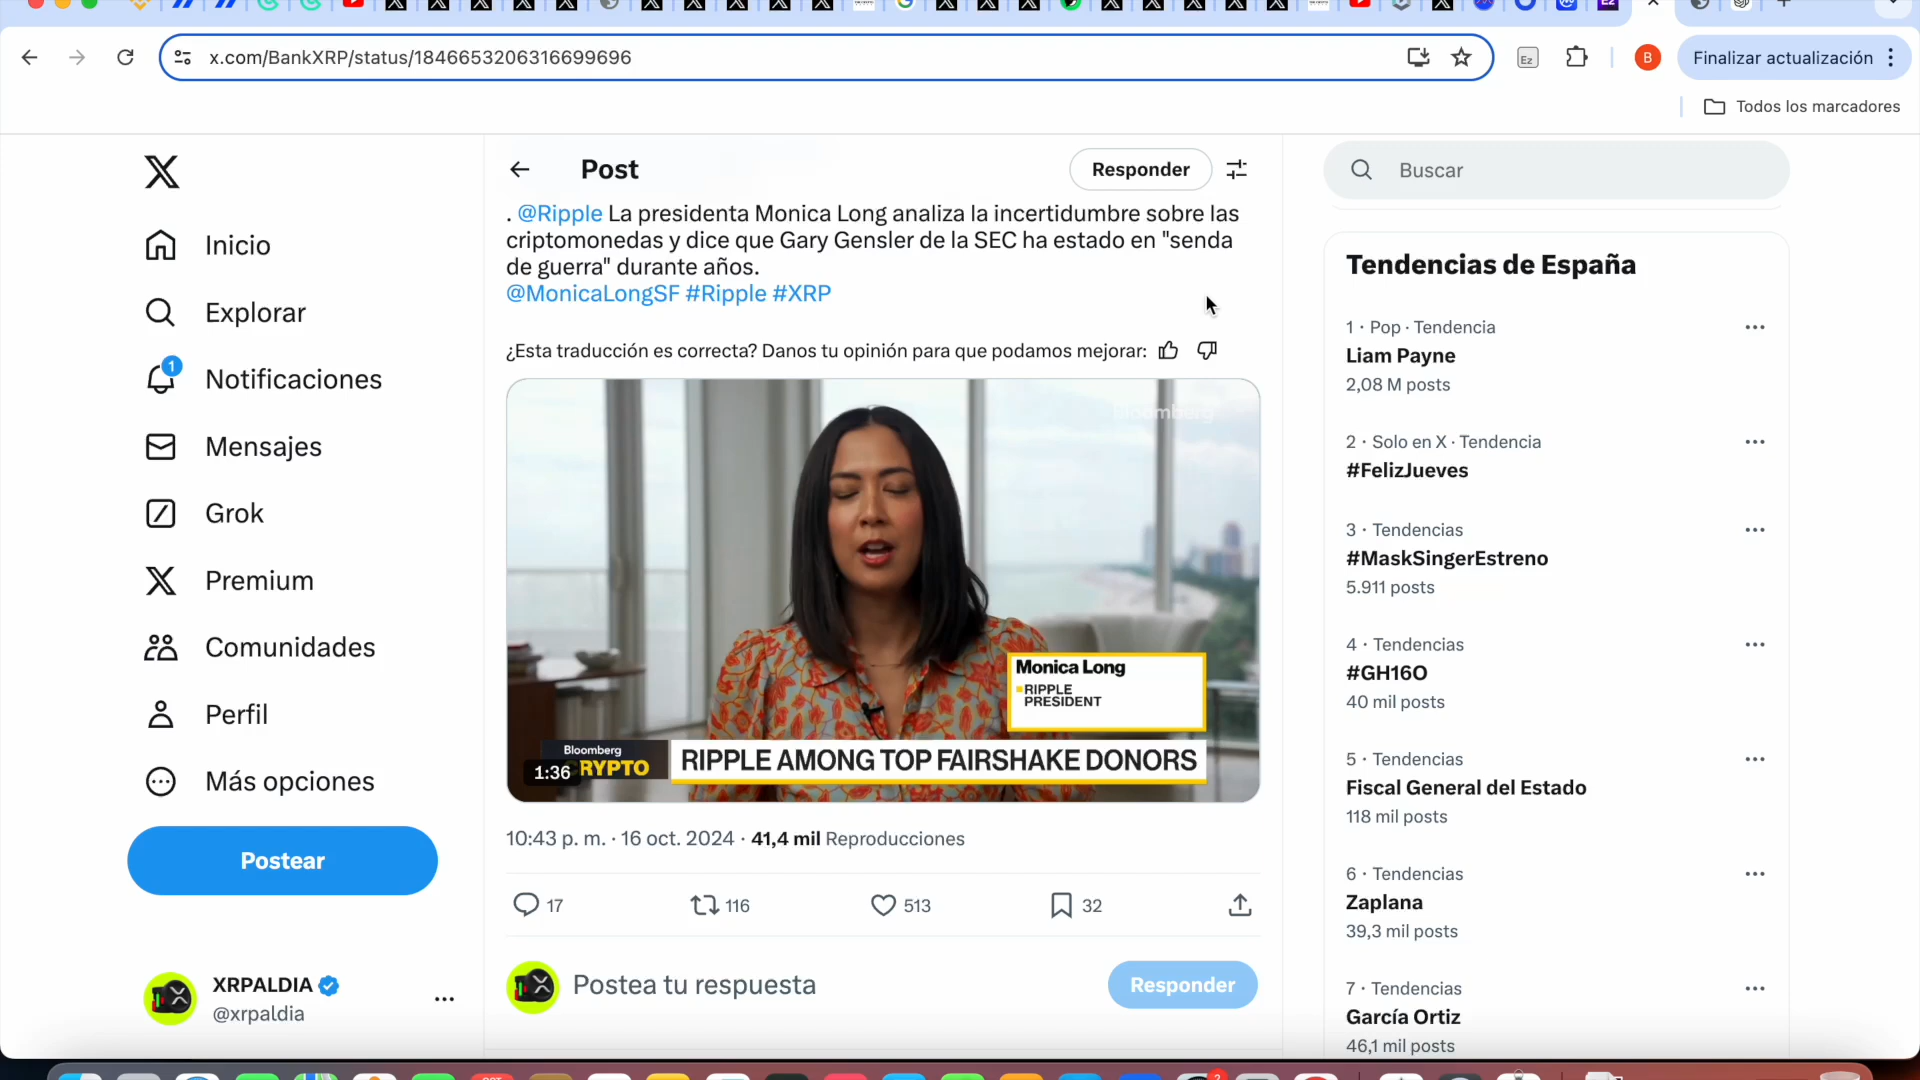 x.com/BankXRP/status/1846653206316699696
Ez
B
Finalizar actualización
Todos los marcadores
Inicio
Explorar
1
Notificaciones
Mensajes
Grok
Premium
Comunidades
Perfil
Más opciones
Postear
XRPALDIA
@xrpaldia
Post
Responder
. @Ripple La presidenta Monica Long analiza la incertidumbre sobre las
criptomonedas y dice que Gary Gensler de la SEC ha estado en "senda
de guerra" durante años.
@MonicaLongSF #Ripple #XRP
¿Esta traducción es correcta? Danos tu opinión para que podamos mejorar:
Bloomberg
Monica Long
RIPPLE
PRESIDENT
Bloomberg
1:36
RYPTO
RIPPLE AMONG TOP FAIRSHAKE DONORS
10:43 p. m. · 16 oct. 2024 · 41,4 mil Reproducciones
17
116
513
32
Postea tu respuesta
Responder
Buscar
Tendencias de España
1 · Pop · Tendencia
Liam Payne
2,08 M posts
2 · Solo en X · Tendencia
#FelizJueves
3 · Tendencias
#MaskSingerEstreno
5.911 posts
4 · Tendencias
#GH16O
40 mil posts
5 · Tendencias
Fiscal General del Estado
118 mil posts
6 · Tendencias
Zaplana
39,3 mil posts
7 · Tendencias
García Ortiz
46,1 mil posts